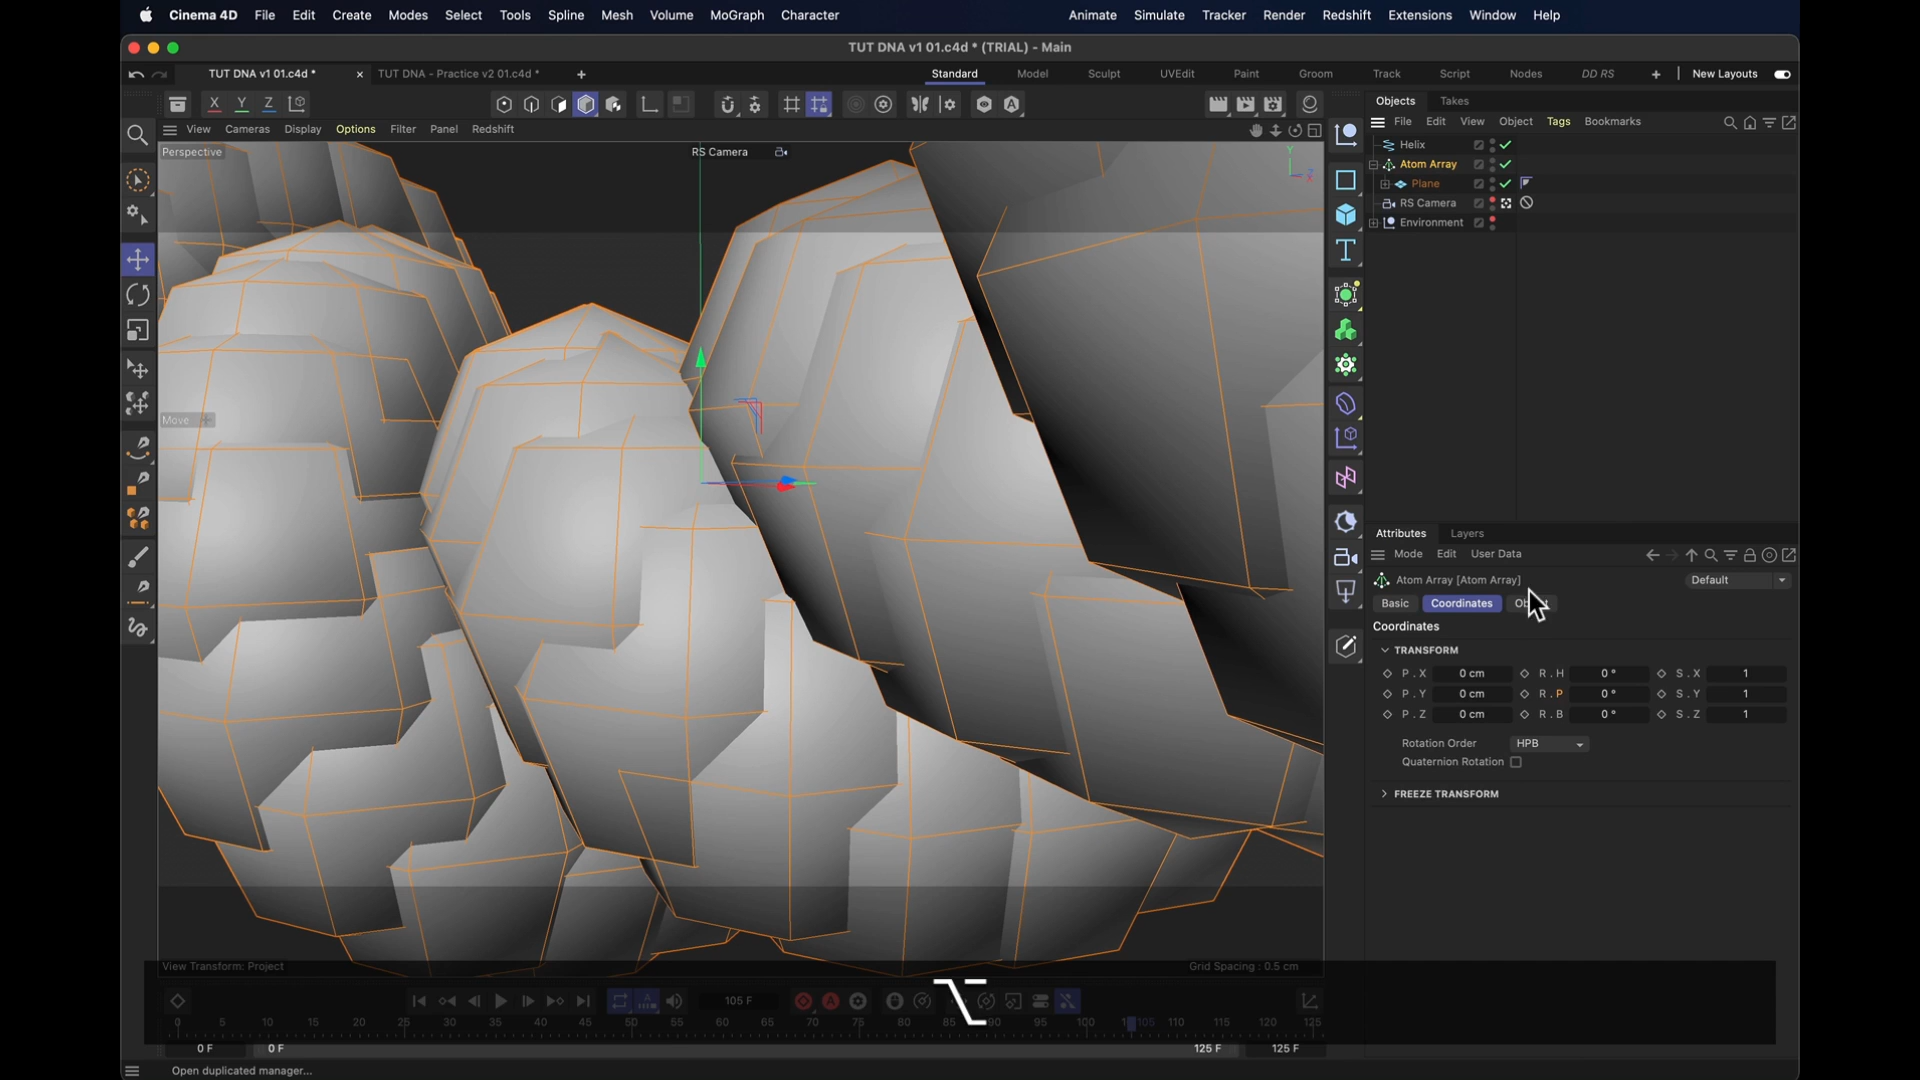 Cinema 4D File Edit Create Modes Select Tools Spline Mesh Volume MoGraph Character Animate Simulate Tracker Render Redshift Extensions Window Help
TUT DNA v1 01.c4d * (TRIAL) - Main
TUT DNA v1 01.c4d * TUT DNA - Practice v2 01.c4d * Standard Model Sculpt UVEdit Paint Groom Track Script Nodes DD RS New Layouts
X Y Z
Objects Takes
View Cameras Display Options Filter Panel Redshift
File Edit View Object Tags Bookmarks
Perspective RS Camera
Y
Z
X
Helix
Atom Array
Plane
RS Camera
Environment
Move
Attributes Layers
Mode Edit User Data
Atom Array [Atom Array] Default
Basic Coordinates
Coordinates
TRANSFORM
P . X 0 cm R . H 0 ° S . X 1
P . Y 0 cm R . P 0 ° S . Y 1
P . Z 0 cm R . B 0 ° S . Z 1
Rotation Order HPB
Quaternion Rotation
FREEZE TRANSFORM
View Transform: Project Grid Spacing : 0.5 cm
105 F
0 5 10 15 20 25 30 35 40 45 50 55 60 65 70 75 80 85 90 95 100 105 110 115 120 125
0 F 0 F 125 F 125 F
Open duplicated manager...